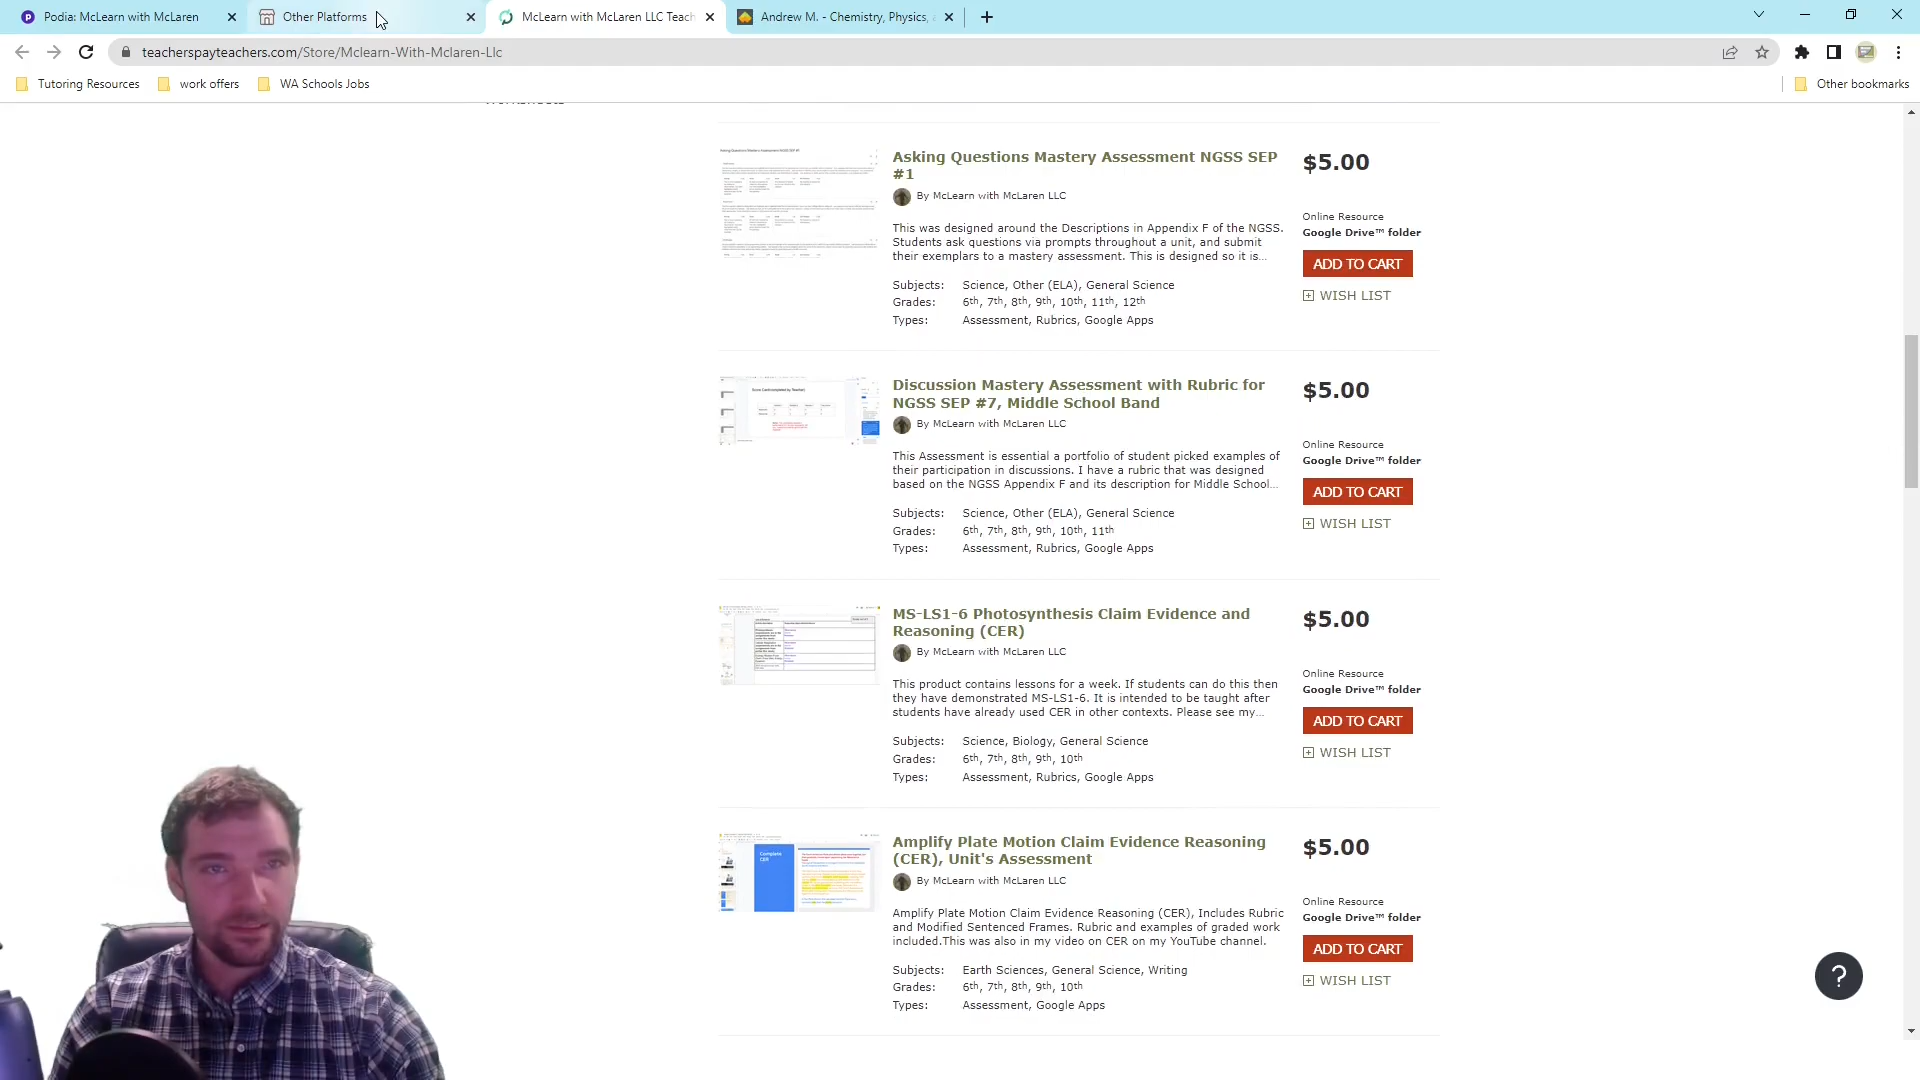 Podia: McLearn with McLaren
Other Platforms
McLearn with McLaren LLC Teach
Andrew M. - Chemistry, Physics, a
teacherspayteachers.com/Store/Mclearn-With-Mclaren-Llc
Tutoring Resources
work offers
WA Schools Jobs
Other bookmarks
Asking Questions Mastery Assessment NGSS SEP
#1
By McLearn with McLaren LLC
This was designed around the Descriptions in Appendix F of the NGSS.
Students ask questions via prompts throughout a unit, and submit
their exemplars to a mastery assessment. This is designed so it is...
Subjects: Science, Other (ELA), General Science
Grades: 6th, 7th, 8th, 9th, 10th, 11th, 12th
Types: Assessment, Rubrics, Google Apps
$5.00
Online Resource
Google Drive™ folder
ADD TO CART
WISH LIST
Discussion Mastery Assessment with Rubric for
NGSS SEP #7, Middle School Band
By McLearn with McLaren LLC
This Assessment is essential a portfolio of student picked examples of
their participation in discussions. I have a rubric that was designed
based on the NGSS Appendix F and its description for Middle School...
Subjects: Science, Other (ELA), General Science
Grades: 6th, 7th, 8th, 9th, 10th, 11th
Types: Assessment, Rubrics, Google Apps
$5.00
Online Resource
Google Drive™ folder
ADD TO CART
WISH LIST
MS-LS1-6 Photosynthesis Claim Evidence and
Reasoning (CER)
By McLearn with McLaren LLC
This product contains lessons for a week. If students can do this then
they have demonstrated MS-LS1-6. It is intended to be taught after
students have already used CER in other contexts. Please see my...
Subjects: Science, Biology, General Science
Grades: 6th, 7th, 8th, 9th, 10th
Types: Assessment, Rubrics, Google Apps
$5.00
Online Resource
Google Drive™ folder
ADD TO CART
WISH LIST
Complete
CER
Amplify Plate Motion Claim Evidence Reasoning
(CER), Unit's Assessment
By McLearn with McLaren LLC
Amplify Plate Motion Claim Evidence Reasoning (CER), Includes Rubric
and Modified Sentenced Frames. Rubric and examples of graded work
included.This was also in my video on CER on my YouTube channel.
Subjects: Earth Sciences, General Science, Writing
Grades: 6th, 7th, 8th, 9th, 10th
Types: Assessment, Google Apps
$5.00
Online Resource
Google Drive™ folder
ADD TO CART
WISH LIST
?